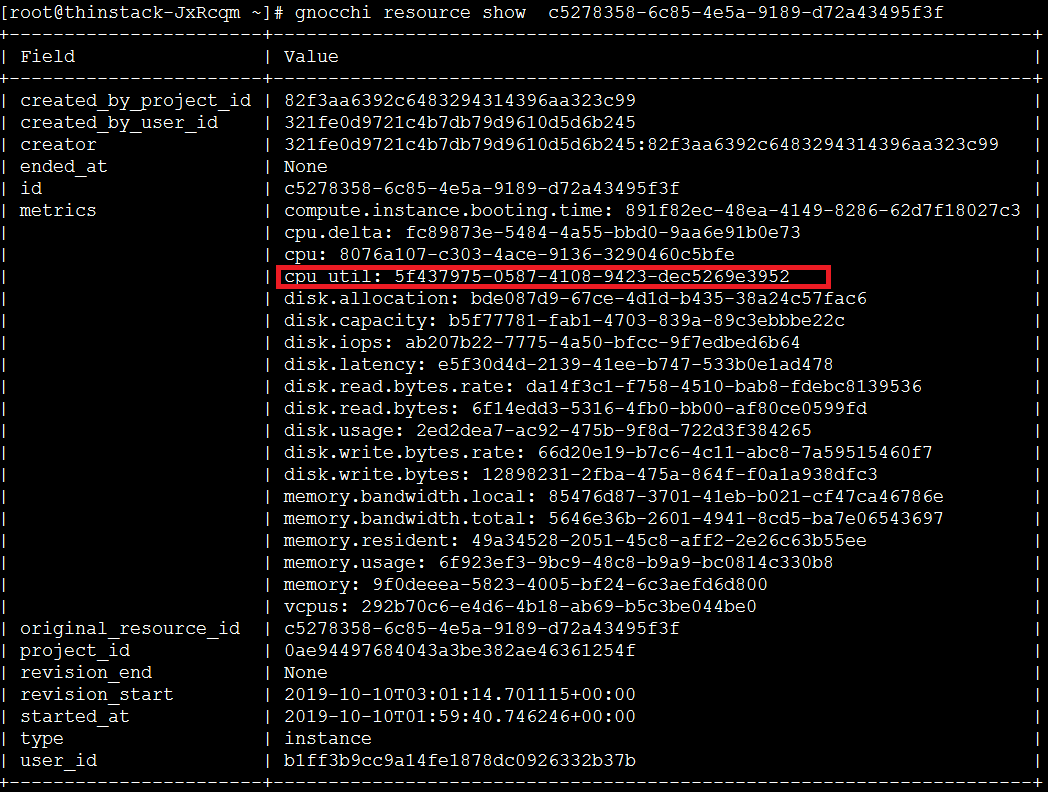 [root@thinstack-JxRcqm ~]# gnocchi resource show  c5278358-6c85-4e5a-9189-d72a43495f3f
+-----------------------+----------------------------------------------------------------------+
| Field                 | Value                                                                |
+-----------------------+----------------------------------------------------------------------+
| created_by_project_id | 82f3aa6392c6483294314396aa323c99                                     |
| created_by_user_id    | 321fe0d9721c4b7db79d9610d5d6b245                                     |
| creator               | 321fe0d9721c4b7db79d9610d5d6b245:82f3aa6392c6483294314396aa323c99    |
| ended_at              | None                                                                 |
| id                    | c5278358-6c85-4e5a-9189-d72a43495f3f                                 |
| metrics               | compute.instance.booting.time: 891f82ec-48ea-4149-8286-62d7f18027c3  |
|                       | cpu.delta: fc89873e-5484-4a55-bbd0-9aa6e91b0e73                      |
|                       | cpu: 8076a107-c303-4ace-9136-3290460c5bfe                            |
|                       | cpu_util: 5f437975-0587-4108-9423-dec5269e3952                       |
|                       | disk.allocation: bde087d9-67ce-4d1d-b435-38a24c57fac6                |
|                       | disk.capacity: b5f77781-fab1-4703-839a-89c3ebbbe22c                  |
|                       | disk.iops: ab207b22-7775-4a50-bfcc-9f7edbed6b64                      |
|                       | disk.latency: e5f30d4d-2139-41ee-b747-533b0e1ad478                   |
|                       | disk.read.bytes.rate: da14f3c1-f758-4510-bab8-fdebc8139536           |
|                       | disk.read.bytes: 6f14edd3-5316-4fb0-bb00-af80ce0599fd                |
|                       | disk.usage: 2ed2dea7-ac92-475b-9f8d-722d3f384265                     |
|                       | disk.write.bytes.rate: 66d20e19-b7c6-4c11-abc8-7a59515460f7          |
|                       | disk.write.bytes: 12898231-2fba-475a-864f-f0a1a938dfc3               |
|                       | memory.bandwidth.local: 85476d87-3701-41eb-b021-cf47ca46786e         |
|                       | memory.bandwidth.total: 5646e36b-2601-4941-8cd5-ba7e06543697         |
|                       | memory.resident: 49a34528-2051-45c8-aff2-2e26c63b55ee                |
|                       | memory.usage: 6f923ef3-9bc9-48c8-b9a9-bc0814c330b8                   |
|                       | memory: 9f0deeea-5823-4005-bf24-6c3aefd6d800                         |
|                       | vcpus: 292b70c6-e4d6-4b18-ab69-b5c3be044be0                          |
| original_resource_id  | c5278358-6c85-4e5a-9189-d72a43495f3f                                 |
| project_id            | 0ae94497684043a3be382ae46361254f                                     |
| revision_end          | None                                                                 |
| revision_start        | 2019-10-10T03:01:14.701115+00:00                                     |
| started_at            | 2019-10-10T01:59:40.746246+00:00                                     |
| type                  | instance                                                             |
| user_id               | b1ff3b9cc9a14fe1878dc0926332b37b                                     |
+-----------------------+----------------------------------------------------------------------+